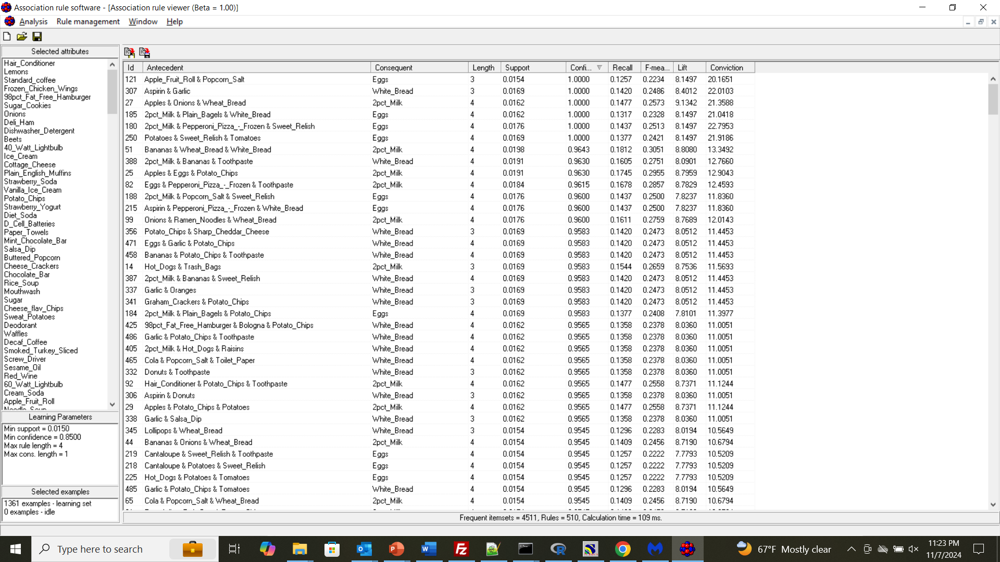 Association rule software - [Association rule viewer (Beta = 1.00)]
Analysis Rule management Window Help
Selected attributes
Hair_Conditioner
Lemons
Standard_coffee
Frozen_Chicken_Wings
98pct_Fat_Free_Hamburger
Sugar_Cookies
Onions
Deli_Ham
Dishwasher_Detergent
Beets
40_Watt_Lightbulb
Ice_Cream
Cottage_Cheese
Plain_English_Muffins
Strawberry_Soda
Vanilla_Ice_Cream
Potato_Chips
Strawberry_Yogurt
Diet_Soda
D_Cell_Batteries
Paper_Towels
Mint_Chocolate_Bar
Salsa_Dip
Buttered_Popcorn
Cheese_Crackers
Chocolate_Bar
Rice_Soup
Mouthwash
Sugar
Cheese_flav_Chips
Sweat_Potatoes
Deodorant
Waffles
Decaf_Coffee
Smoked_Turkey_Sliced
Screw_Driver
Sesame_Oil
Red_Wine
60_Watt_Lightbulb
Cream_Soda
Apple_Fruit_Roll
Learning Parameters
Min support = 0.0150
Min confidence = 0.8500
Max rule length = 4
Max cons. length = 1
Selected examples
1361 examples - learning set
0 examples - idle
Id Antecedent Consequent Length Support Confi... Recall F-mea... Lift Conviction
121 Apple_Fruit_Roll & Popcorn_Salt Eggs 3 0.0154 1.0000 0.1257 0.2234 8.1497 20.1651
307 Aspirin & Garlic White_Bread 3 0.0169 1.0000 0.1420 0.2486 8.4012 22.0103
27 Apples & Onions & Wheat_Bread 2pct_Milk 4 0.0162 1.0000 0.1477 0.2573 9.1342 21.3588
185 2pct_Milk & Plain_Bagels & White_Bread Eggs 4 0.0162 1.0000 0.1317 0.2328 8.1497 21.0418
180 2pct_Milk & Pepperoni_Pizza_-_Frozen & Sweet_Relish Eggs 4 0.0176 1.0000 0.1437 0.2513 8.1497 22.7953
250 Potatoes & Sweet_Relish & Tomatoes Eggs 4 0.0169 1.0000 0.1377 0.2421 8.1497 21.9186
51 Bananas & Wheat_Bread & White_Bread 2pct_Milk 4 0.0198 0.9643 0.1812 0.3051 8.8080 13.3492
388 2pct_Milk & Bananas & Toothpaste White_Bread 4 0.0191 0.9630 0.1605 0.2751 8.0901 12.7660
25 Apples & Eggs & Potato_Chips 2pct_Milk 4 0.0191 0.9630 0.1745 0.2955 8.7959 12.9043
82 Eggs & Pepperoni_Pizza_-_Frozen & Toothpaste 2pct_Milk 4 0.0184 0.9615 0.1678 0.2857 8.7829 12.4593
188 2pct_Milk & Popcorn_Salt & Sweet_Relish Eggs 4 0.0176 0.9600 0.1437 0.2500 7.8237 11.8360
215 Aspirin & Pepperoni_Pizza_-_Frozen & White_Bread Eggs 4 0.0176 0.9600 0.1437 0.2500 7.8237 11.8360
99 Onions & Ramen_Noodles & Wheat_Bread 2pct_Milk 4 0.0176 0.9600 0.1611 0.2759 8.7689 12.0143
356 Potato_Chips & Sharp_Cheddar_Cheese White_Bread 3 0.0169 0.9583 0.1420 0.2473 8.0512 11.4453
471 Eggs & Garlic & Potato_Chips White_Bread 4 0.0169 0.9583 0.1420 0.2473 8.0512 11.4453
458 Bananas & Potato_Chips & Toothpaste White_Bread 4 0.0169 0.9583 0.1420 0.2473 8.0512 11.4453
14 Hot_Dogs & Trash_Bags 2pct_Milk 3 0.0169 0.9583 0.1544 0.2659 8.7536 11.5693
387 2pct_Milk & Bananas & Sweet_Relish White_Bread 4 0.0169 0.9583 0.1420 0.2473 8.0512 11.4453
337 Garlic & Oranges White_Bread 3 0.0169 0.9583 0.1420 0.2473 8.0512 11.4453
341 Graham_Crackers & Potato_Chips White_Bread 3 0.0169 0.9583 0.1420 0.2473 8.0512 11.4453
184 2pct_Milk & Plain_Bagels & Potato_Chips Eggs 4 0.0169 0.9583 0.1377 0.2408 7.8101 11.3977
425 98pct_Fat_Free_Hamburger & Bologna & Potato_Chips White_Bread 4 0.0162 0.9565 0.1358 0.2378 8.0360 11.0051
486 Garlic & Potato_Chips & Toothpaste White_Bread 4 0.0162 0.9565 0.1358 0.2378 8.0360 11.0051
405 2pct_Milk & Hot_Dogs & Raisins White_Bread 4 0.0162 0.9565 0.1358 0.2378 8.0360 11.0051
465 Cola & Popcorn_Salt & Toilet_Paper White_Bread 4 0.0162 0.9565 0.1358 0.2378 8.0360 11.0051
332 Donuts & Toothpaste White_Bread 3 0.0162 0.9565 0.1358 0.2378 8.0360 11.0051
92 Hair_Conditioner & Potato_Chips & Toothpaste 2pct_Milk 4 0.0162 0.9565 0.1477 0.2558 8.7371 11.1244
306 Aspirin & Donuts White_Bread 3 0.0162 0.9565 0.1358 0.2378 8.0360 11.0051
29 Apples & Potato_Chips & Potatoes 2pct_Milk 4 0.0162 0.9565 0.1477 0.2558 8.7371 11.1244
338 Garlic & Salsa_Dip White_Bread 3 0.0162 0.9565 0.1358 0.2378 8.0360 11.0051
345 Lollipops & Wheat_Bread White_Bread 3 0.0154 0.9545 0.1296 0.2283 8.0194 10.5649
44 Bananas & Onions & Wheat_Bread 2pct_Milk 4 0.0154 0.9545 0.1409 0.2456 8.7190 10.6794
219 Cantaloupe & Sweet_Relish & Toothpaste Eggs 4 0.0154 0.9545 0.1257 0.2222 7.7793 10.5209
218 Cantaloupe & Potatoes & Sweet_Relish Eggs 4 0.0154 0.9545 0.1257 0.2222 7.7793 10.5209
225 Hot_Dogs & Potatoes & Tomatoes Eggs 4 0.0154 0.9545 0.1257 0.2222 7.7793 10.5209
485 Garlic & Potato_Chips & Tomatoes White_Bread 4 0.0154 0.9545 0.1296 0.2283 8.0194 10.5649
65 Cola & Popcorn_Salt & Wheat_Bread 2pct_Milk 4 0.0154 0.9545 0.1409 0.2456 8.7190 10.6794
Frequent itemsets = 4511, Rules = 510, Calculation time = 109 ms.
Type here to search
67°F Mostly clear
11:23 PM
11/7/2024